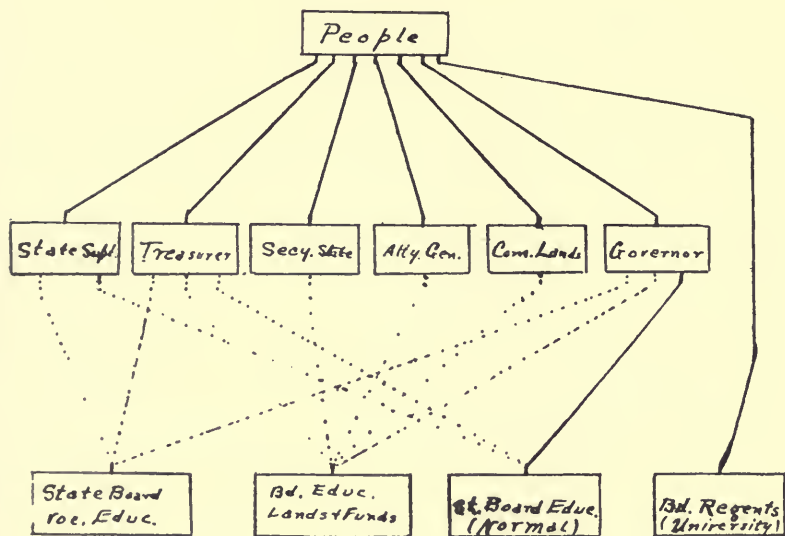 People
State Supt.
Treasurer
Secy. State
Atty. Gen.
Com. Lands
Governor
State Board
Voc. Educ.
Bd. Educ.
Lands & Funds
St. Board Educ.
(Normal)
Bd. Regents
(University)